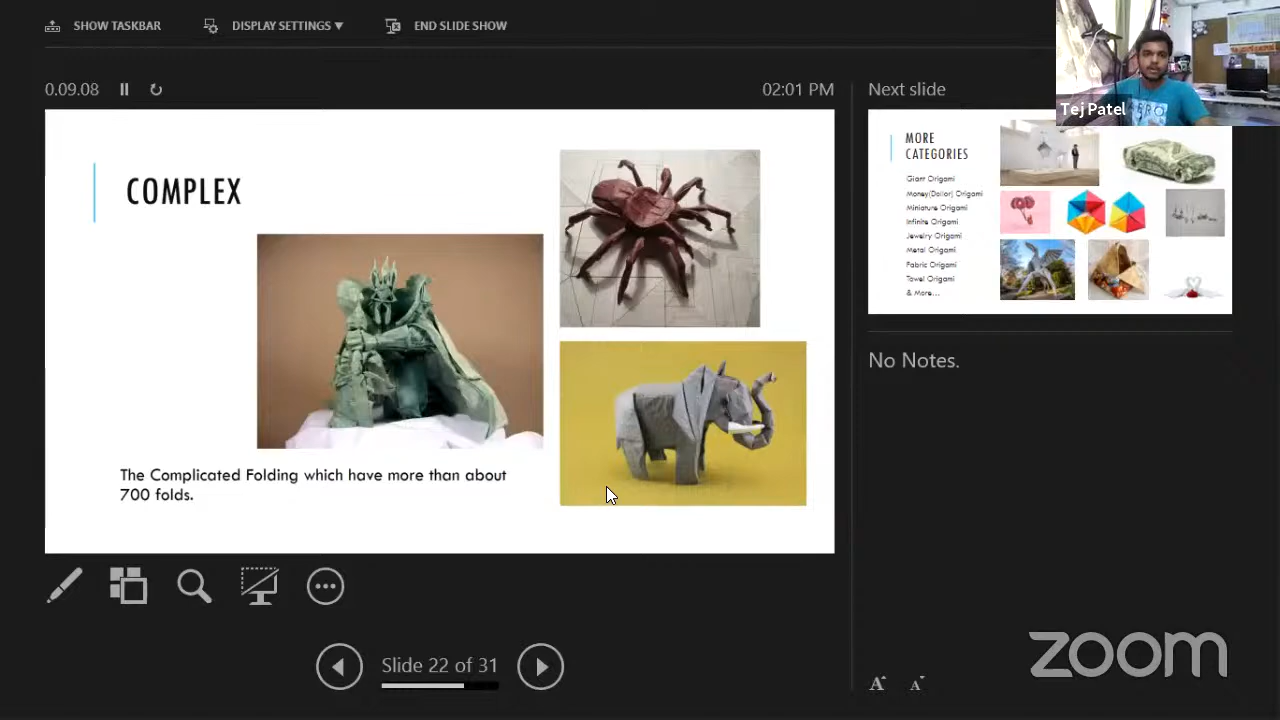 SHOW TASKBAR
DISPLAY SETTINGS ▼
END SLIDE SHOW
0.09.08
02:01 PM
Next slide
Tej Patel
COMPLEX
The Complicated Folding which have more than about
700 folds.
MORE
CATEGORIES
Giant Origami
Money(Dollar) Origami
Miniature Origami
Infinite Origami
Jewelry Origami
Metal Origami
Fabric Origami
Towel Origami
& More...
No Notes.
Slide 22 of 31
A A
zoom